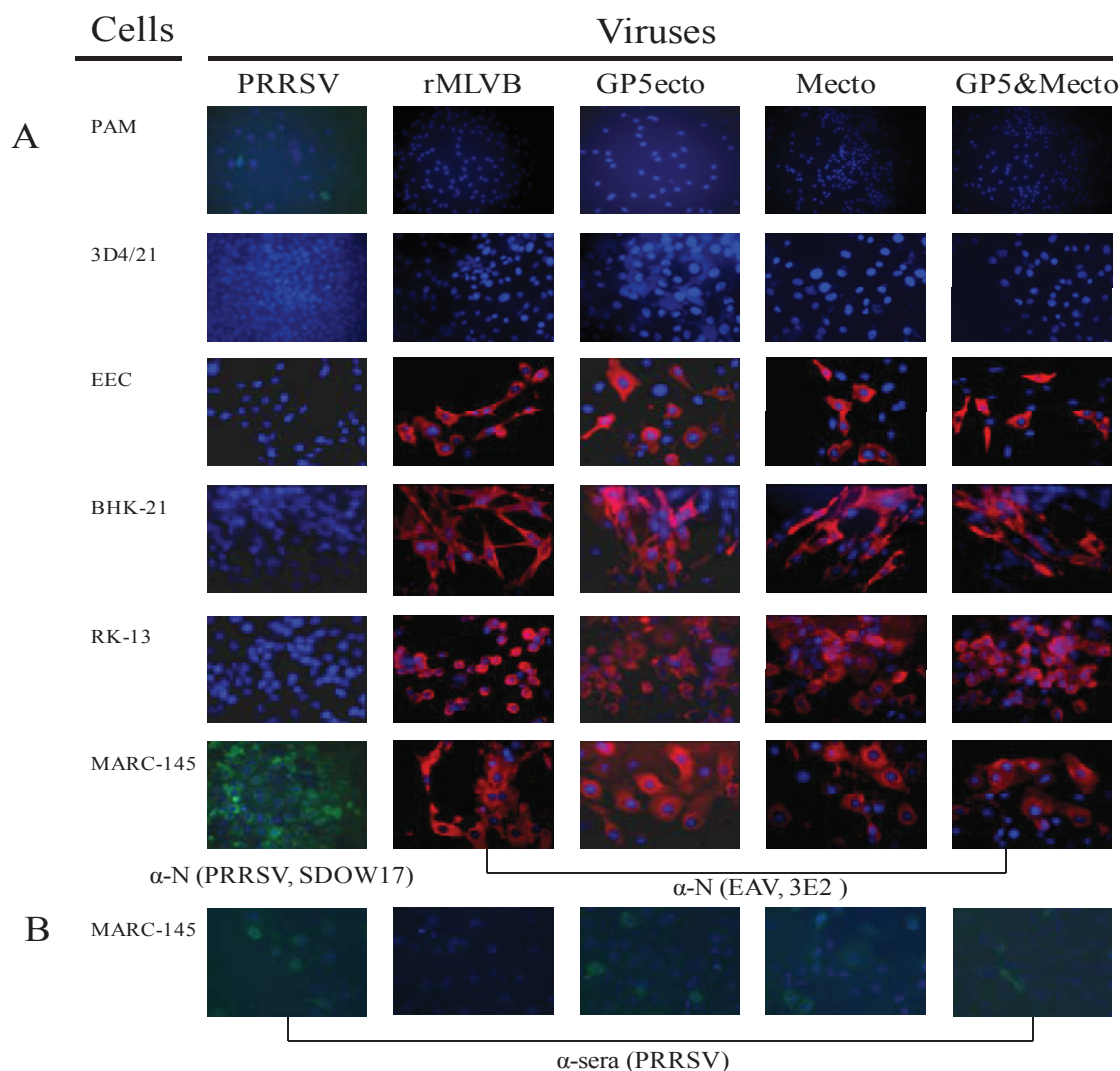 Cells Viruses
PRRSV rMLVB GP5ecto Mecto GP5&Mecto
A PAM
3D4/21
EEC
BHK-21
RK-13
MARC-145
α-N (PRRSV, SDOW17)
α-N (EAV, 3E2 )
B MARC-145
α-sera (PRRSV)